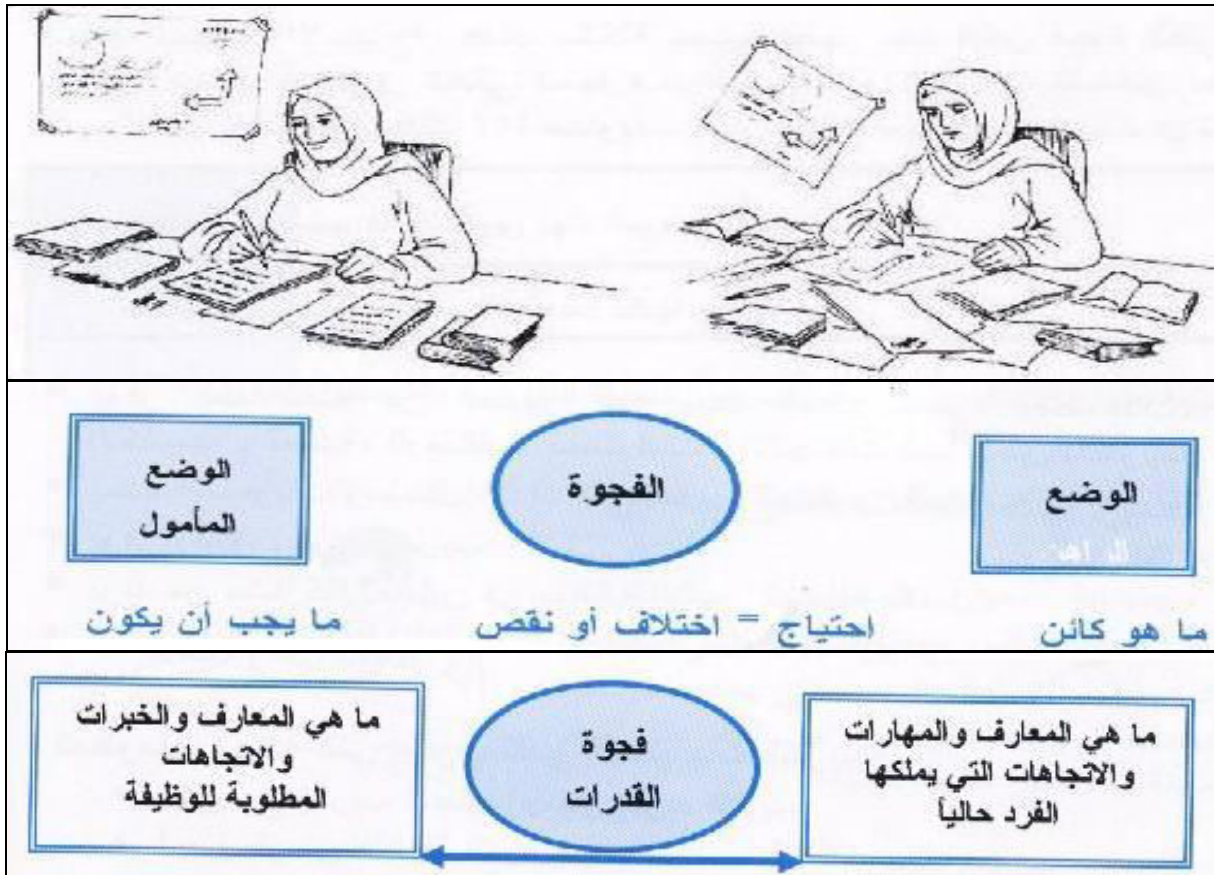 الوضع
الراهن
الفجوة
الوضع
المأمول
ما هو كائن
احتياج = اختلاف أو نقص
ما يجب أن يكون
ما هي المعارف والمهارات
والاتجاهات التي يملكها
الفرد حالياً
فجوة
القدرات
ما هي المعارف والخبرات
والاتجاهات
المطلوبة للوظيفة